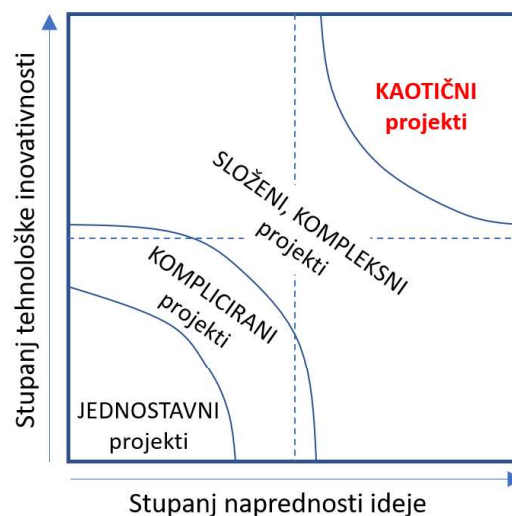 Stupanj tehnološke inovativnosti
KAOTIČNI
projekti
SLOŽENI, KOMPLEKSNI
projekti
KOMPLICIRANI
projekti
JEDNOSTAVNI
projekti
Stupanj naprednosti ideje